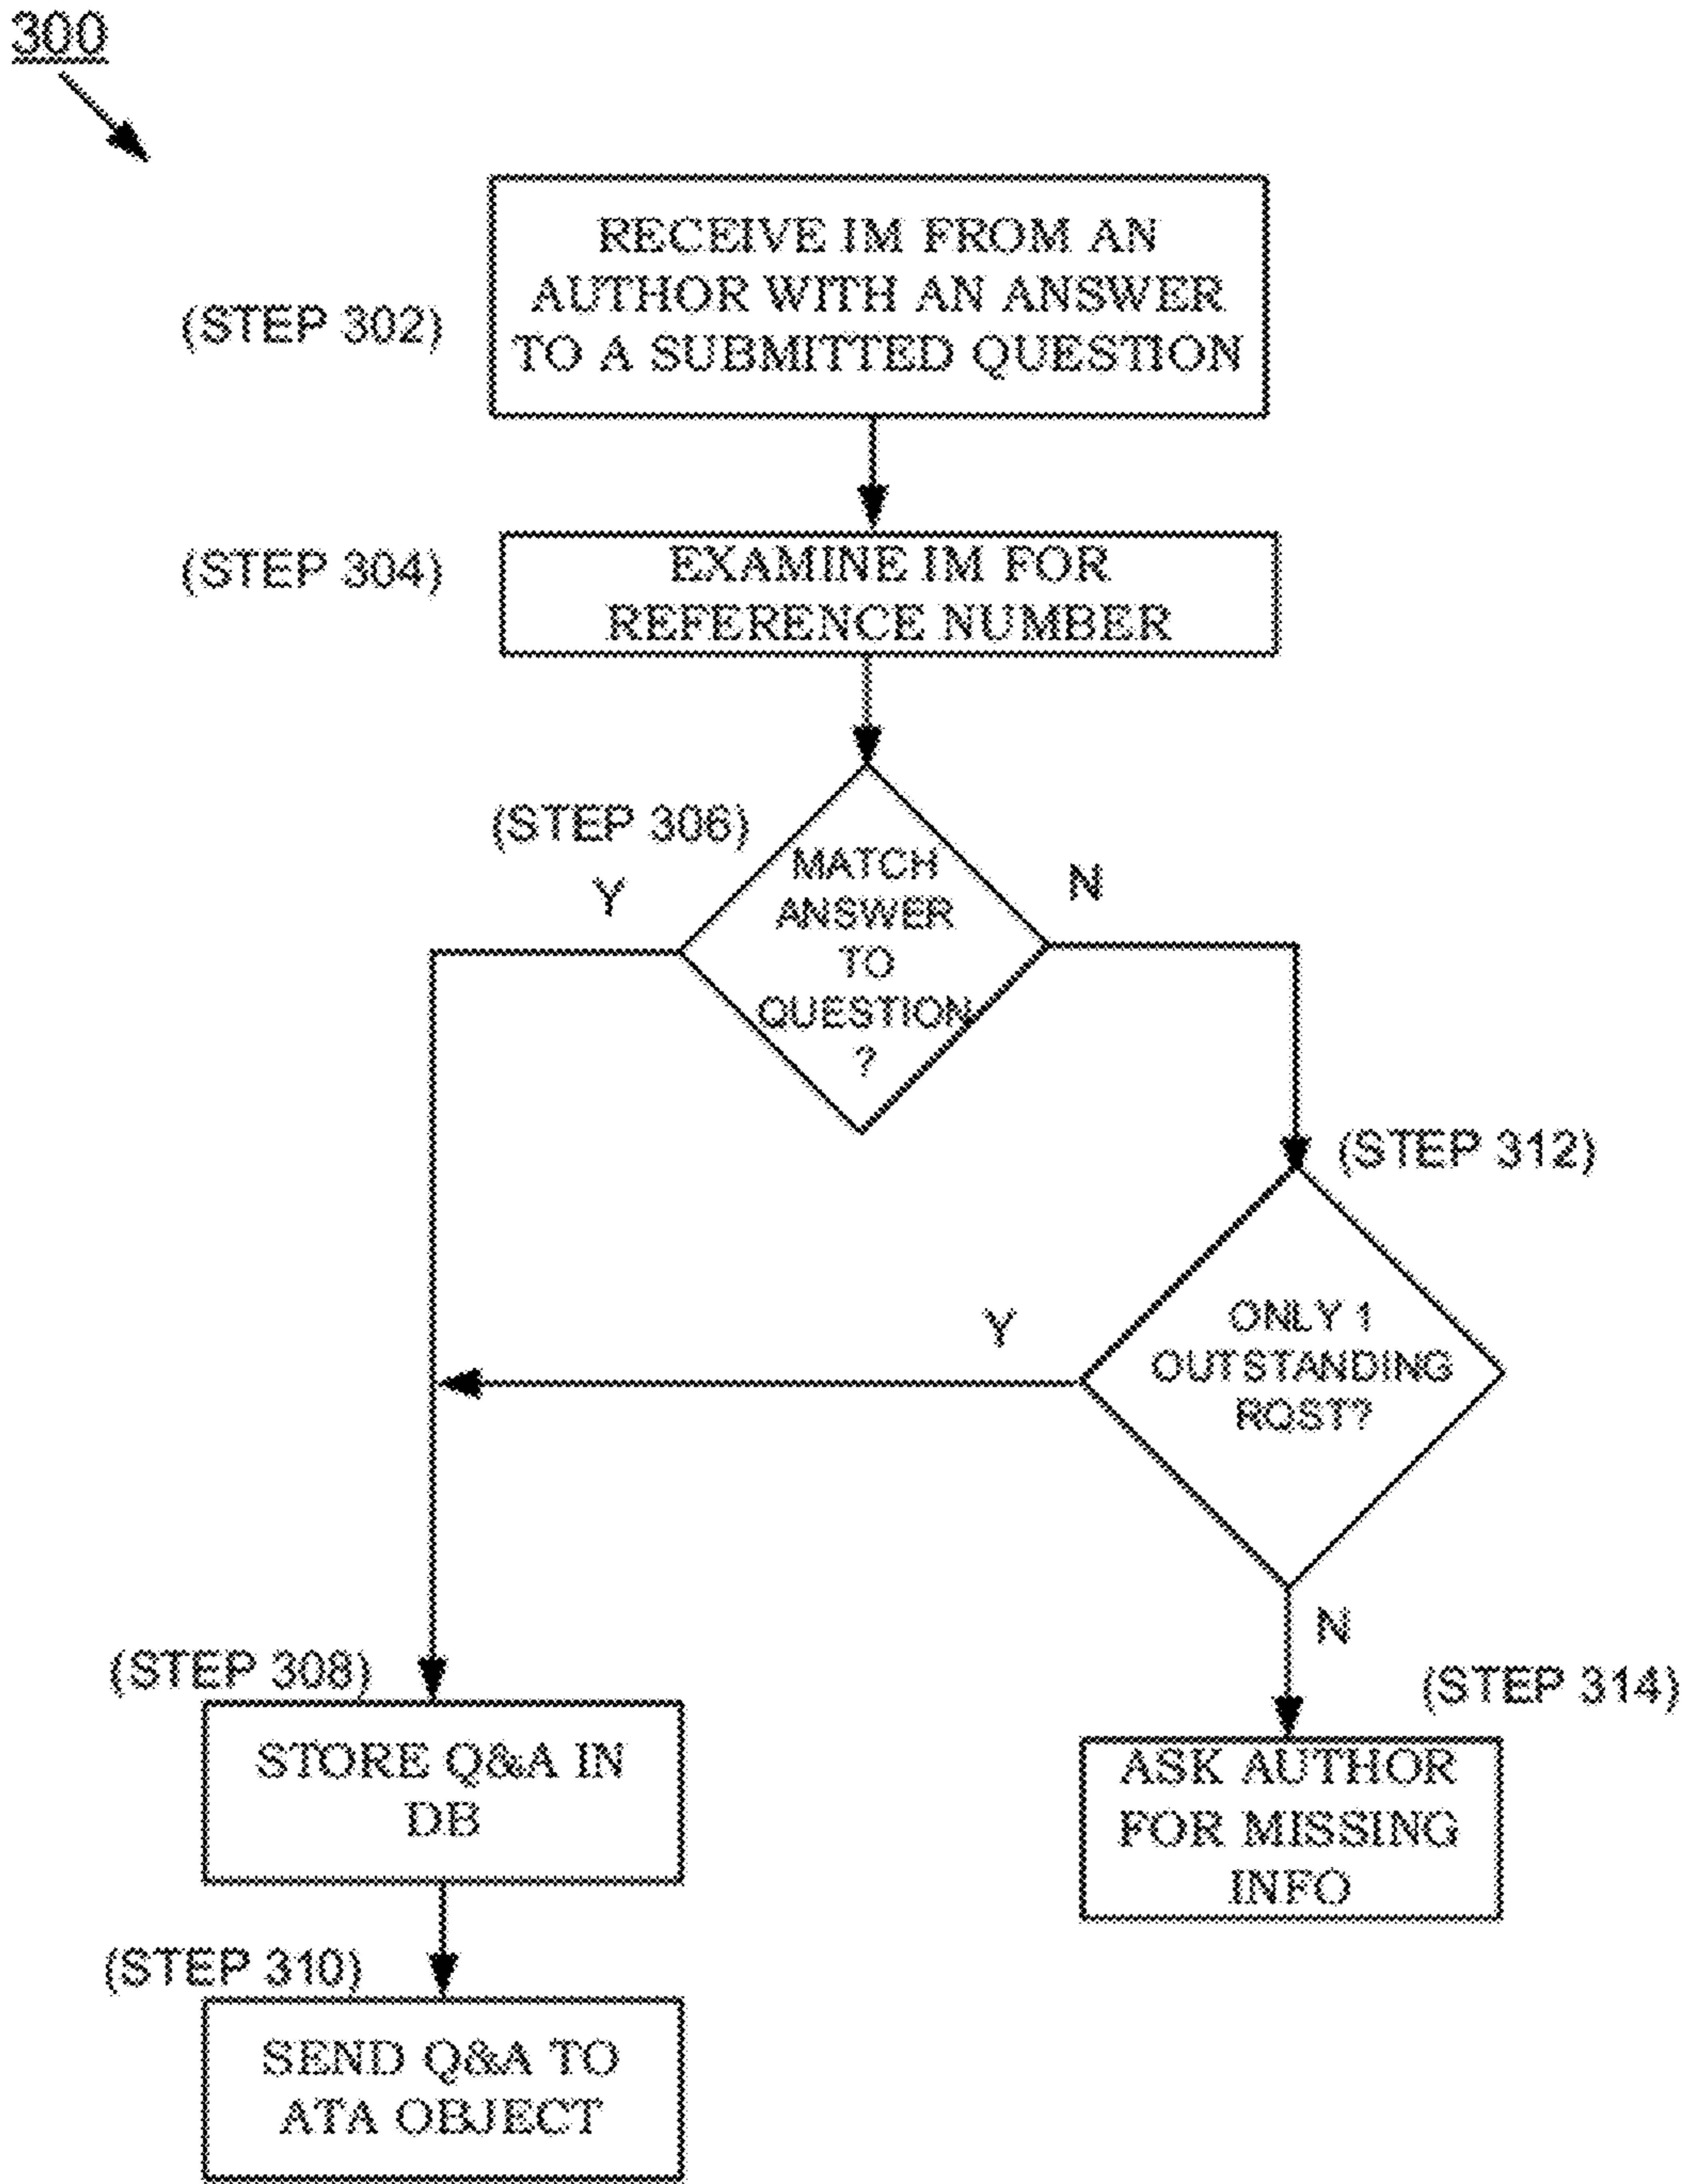 300
RECEIVE IM FROM AN
AUTHOR WITH AN ANSWER
TO A SUBMITTED QUESTION
(STEP 302)
(STEP 304)
EXAMINE IM FOR
REFERENCE NUMBER
(STEP 306)
MATCH
ANSWER
TO
QUESTION
?
Y
N
(STEP 312)
ONLY 1
OUTSTANDING
RQST?
Y
N
(STEP 308)
STORE Q&A IN
DB
(STEP 314)
ASK AUTHOR
FOR MISSING
INFO
(STEP 310)
SEND Q&A TO
ATA OBJECT